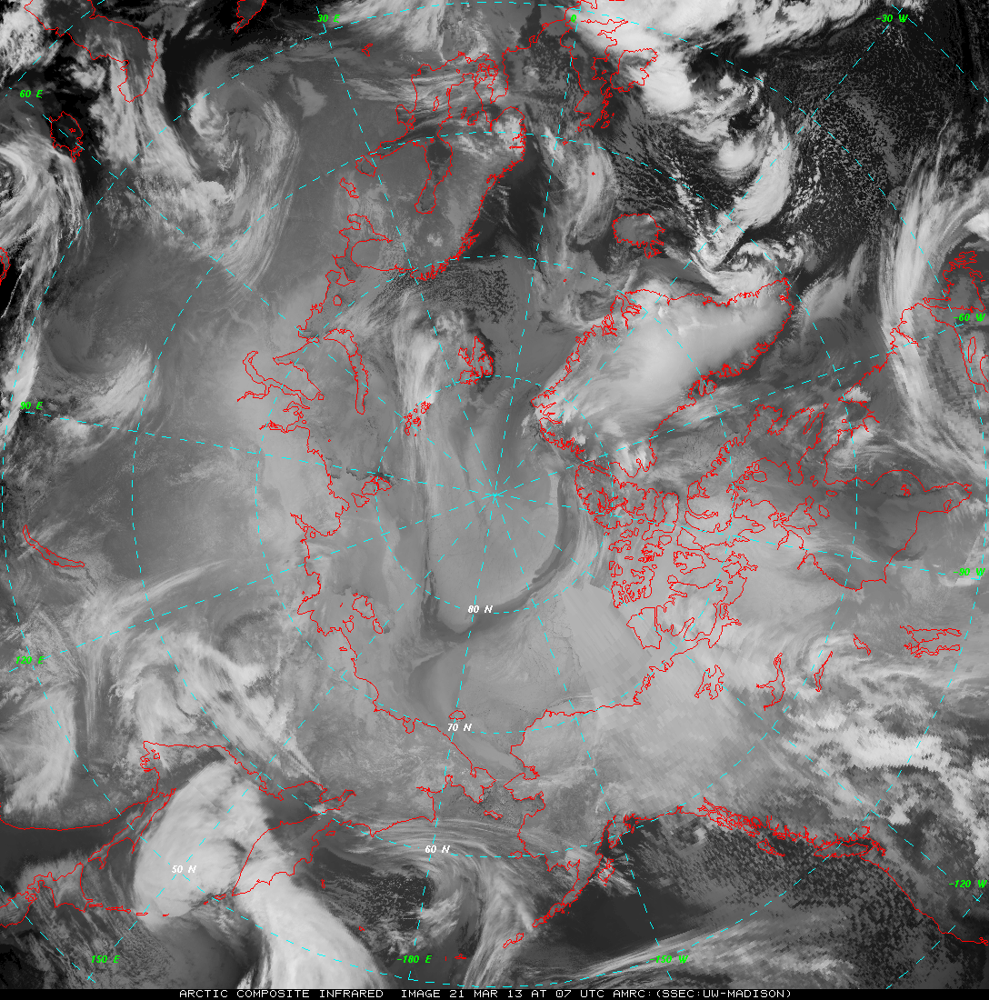 30 E
0
-30 W
60 E
-60 W
90 E
-90 W
80 N
120 E
70 N
60 N
50 N
-120 W
150 E
-180 E
-150 W
ARCTIC COMPOSITE INFRARED IMAGE 21 MAR 13 AT 07 UTC AMRC:(SSEC:UW-MADISON)